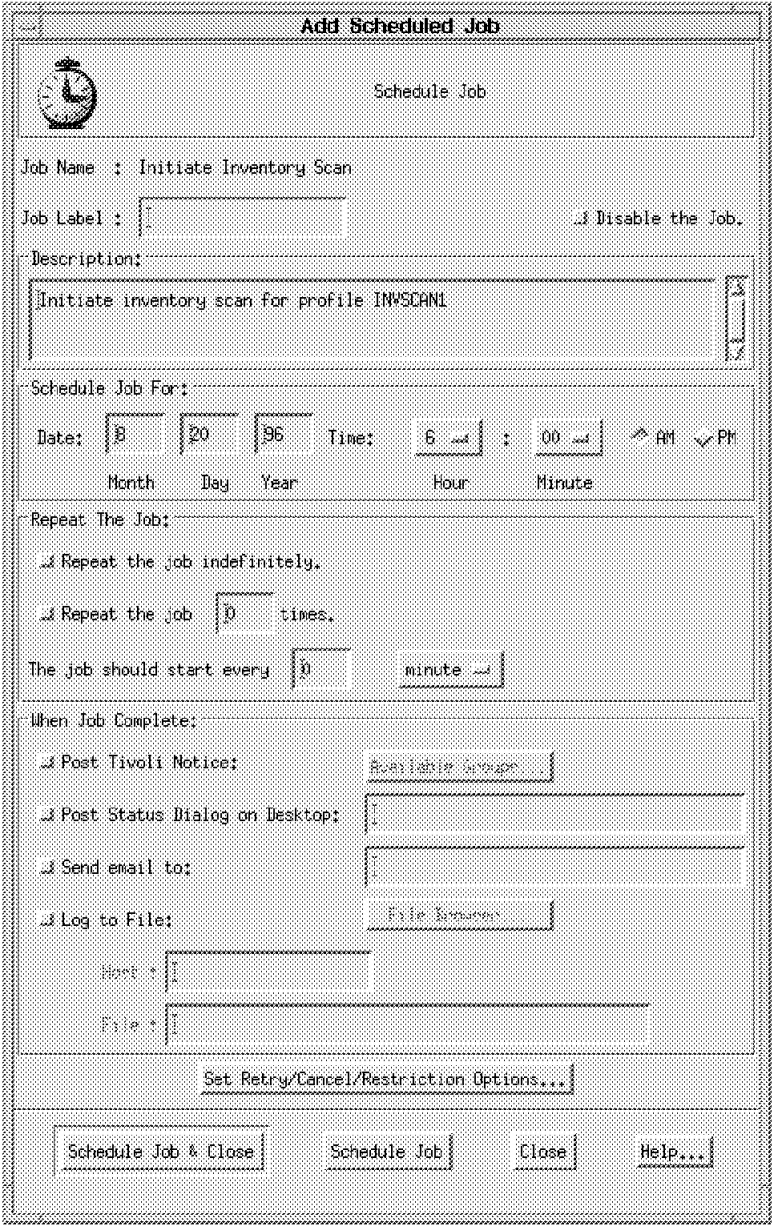 Add Scheduled Job
Schedule Job
Job Name : Initiate Inventory Scan
Job Label :
Disable the Job.
Description:
Initiate inventory scan for profile INVSCAN1
Schedule Job For:
Date: 8 20 96 Time: 6 : 00 AM PM
Month Day Year Hour Minute
Repeat The Job:
Repeat the job indefinitely.
Repeat the job 0 times.
The job should start every 0 minute
When Job Complete:
Post Tivoli Notice: Available Groups...
Post Status Dialog on Desktop:
Send email to:
Log to File: File Browser...
Host :
File :
Set Retry/Cancel/Restriction Options...
Schedule Job & Close Schedule Job Close Help...